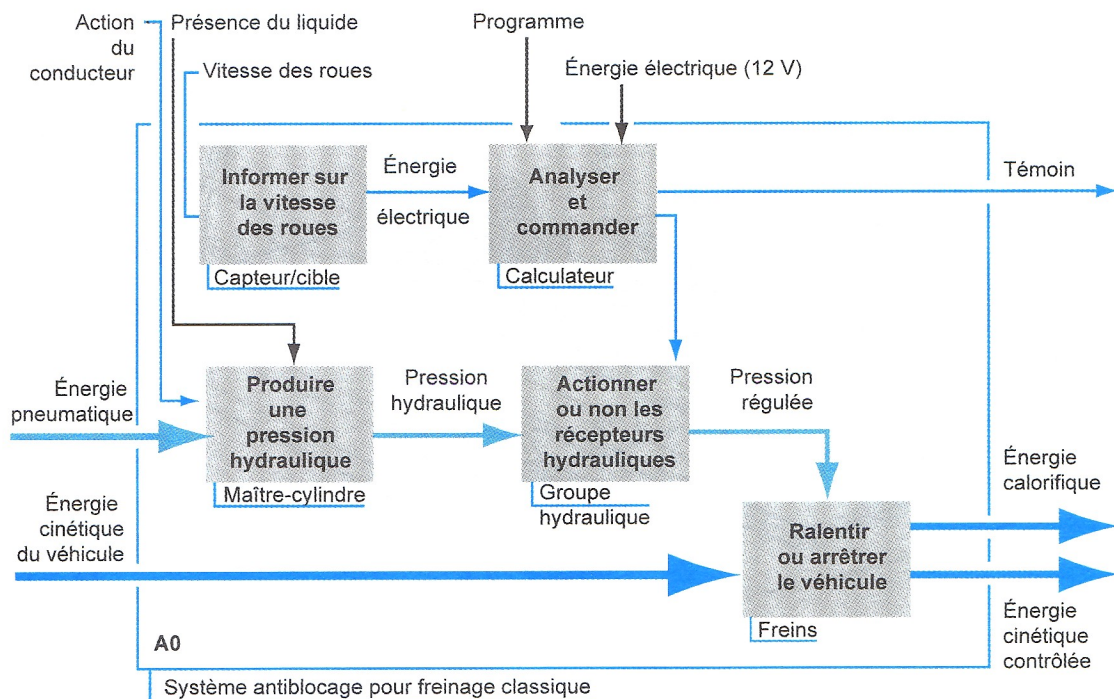 Action
du
conducteur
Présence du liquide
Vitesse des roues
Programme
Énergie électrique (12 V)
Informer sur
la vitesse
des roues
Capteur/cible
Énergie
électrique
Analyser
et
commander
Calculateur
Témoin
Énergie
pneumatique
Produire
une
pression
hydraulique
Maître-cylindre
Pression
hydraulique
Actionner
ou non les
récepteurs
hydrauliques
Groupe
hydraulique
Pression
régulée
Énergie
cinétique
du véhicule
Ralentir
ou arrêtrer
le véhicule
Freins
Énergie
calorifique
Énergie
cinétique
contrôlée
A0
Système antiblocage pour freinage classique